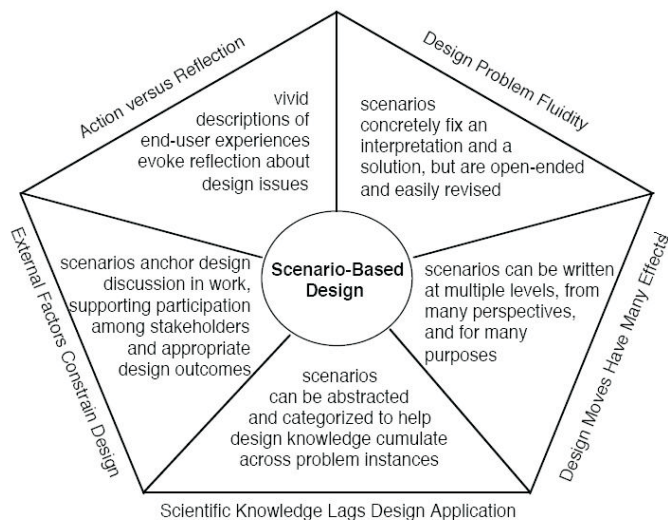 Action versus Reflection
Design Problem Fluidity
vivid
descriptions of
end-user experiences
evoke reflection about
design issues
scenarios
concretely fix an
interpretation and a
solution, but are open-ended
and easily revised
External Factors Constrain Design
scenarios anchor design
discussion in work,
supporting participation
among stakeholders
and appropriate
design outcomes
Scenario-Based
Design
scenarios can be written
at multiple levels, from
many perspectives,
and for many
purposes
Design Moves Have Many Effects
scenarios
can be abstracted
and categorized to help
design knowledge cumulate
across problem instances
Scientific Knowledge Lags Design Application